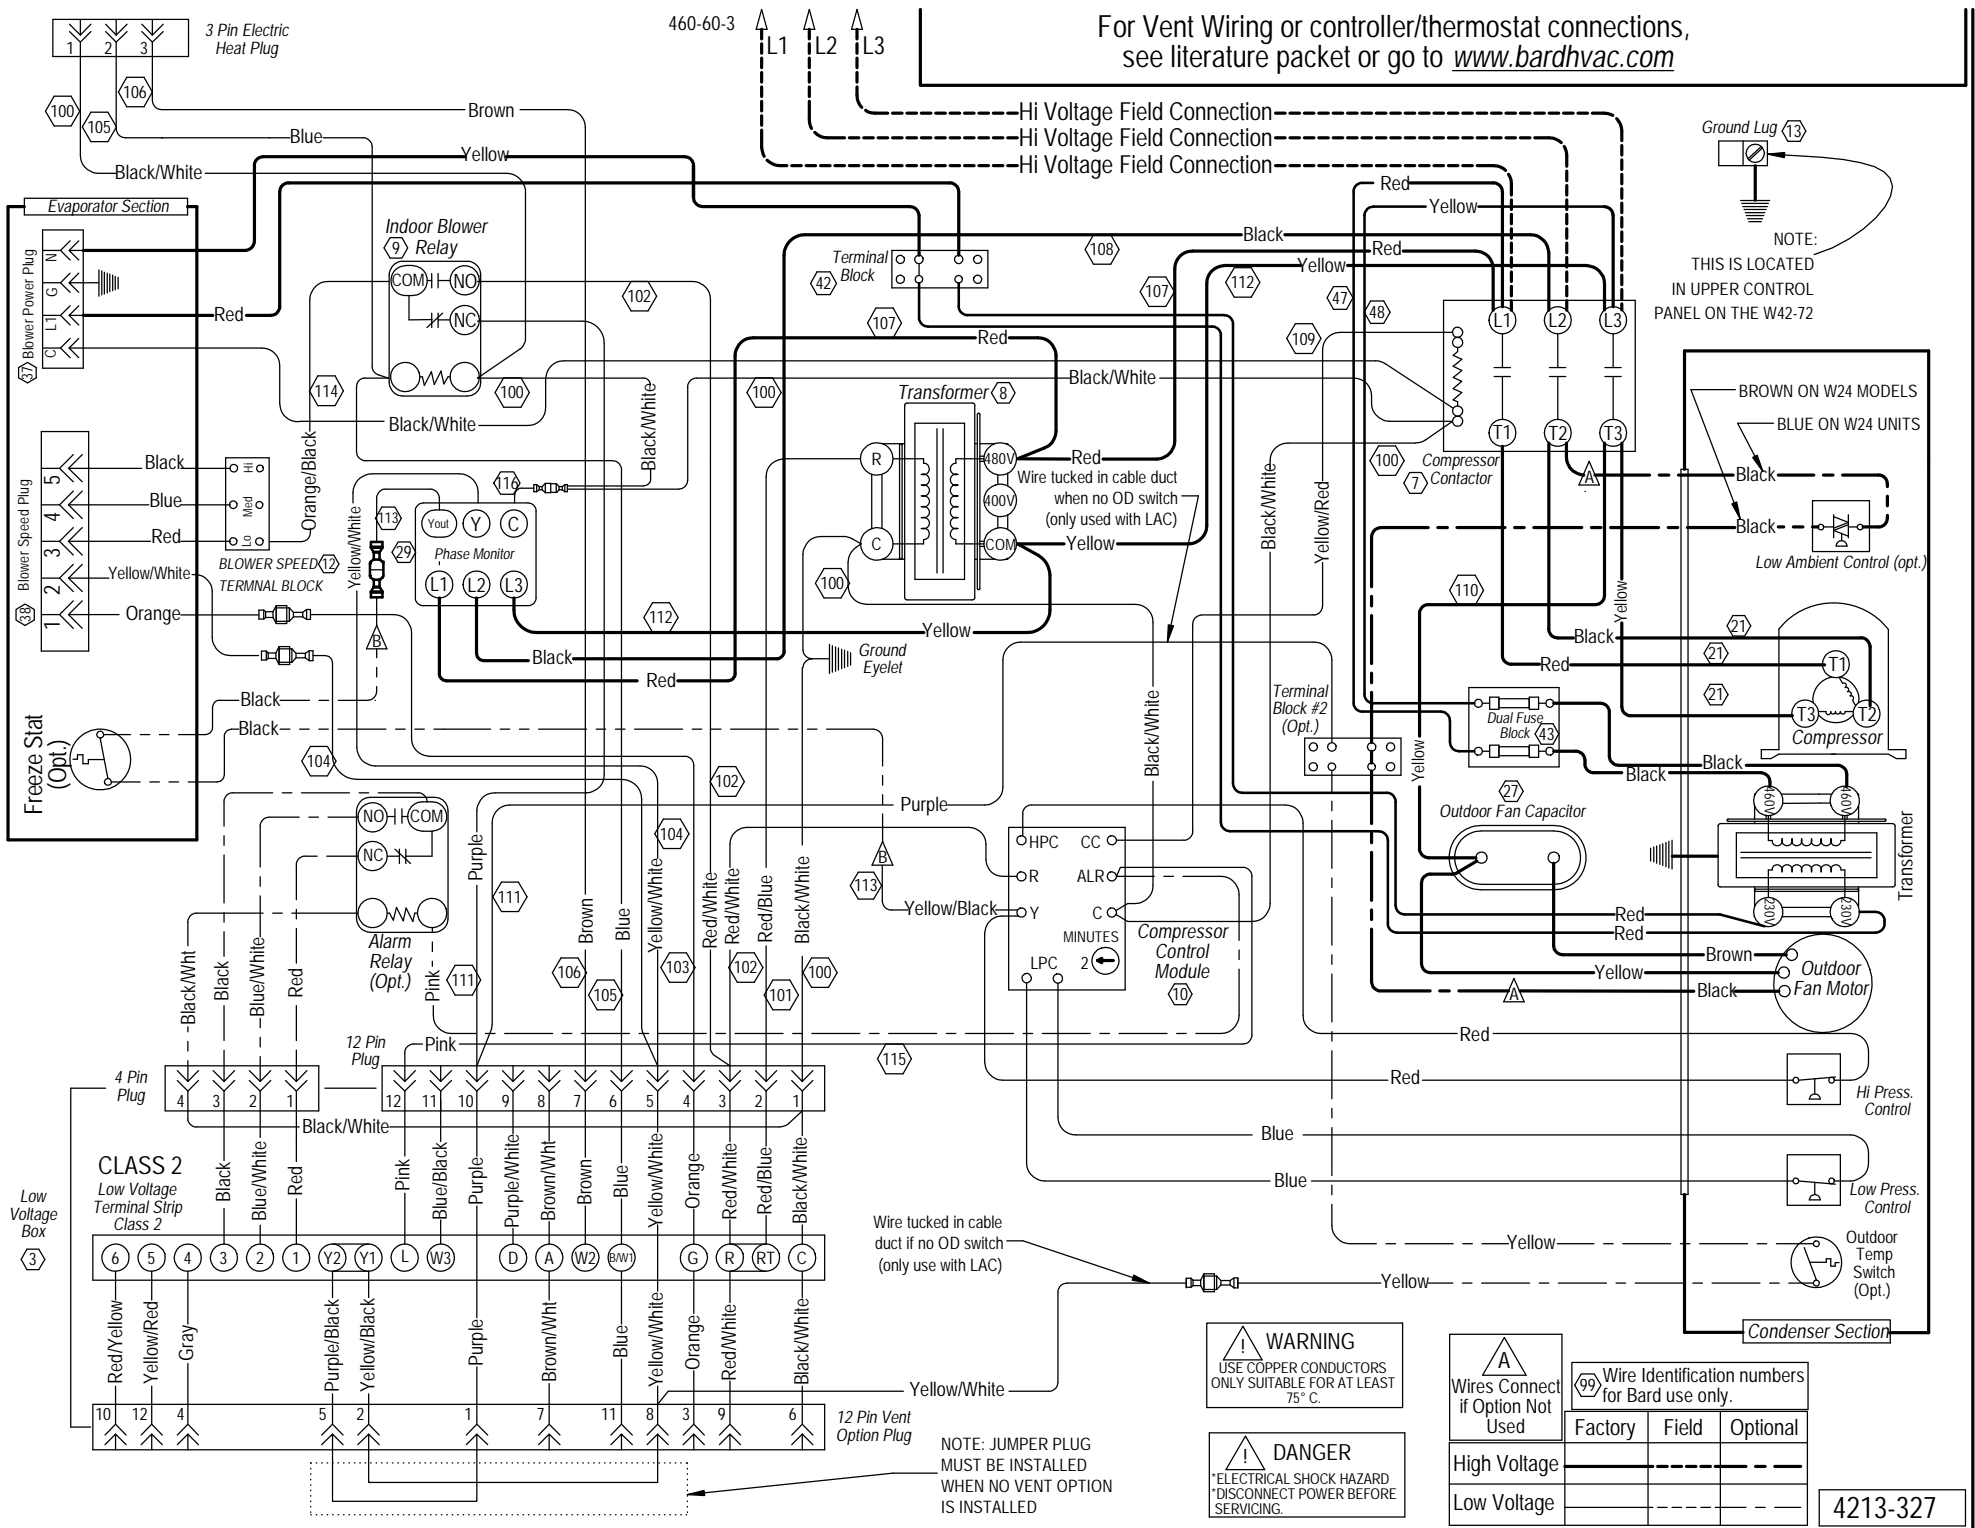 3 Pin Electric
Heat Plug
1 2 3
100
105
106
Brown
Blue
Yellow
Black/White
460-60-3
L1 L2 L3
For Vent Wiring or controller/thermostat connections,
see literature packet or go to www.bardhvac.com
Hi Voltage Field Connection
Hi Voltage Field Connection
Hi Voltage Field Connection
Ground Lug 13
NOTE:
THIS IS LOCATED
IN UPPER CONTROL
PANEL ON THE W42-72
Evaporator Section
37 Blower Power Plug
N
G
L1
C
Red
Indoor Blower
9 Relay
COM NO
NC
102
114
100
Black/White
Black/White
Orange/Black
Terminal
Block
42
107
Red
108
Black
Red
Yellow
107
112
Red
Yellow
47
48
109
100
Black/White
L1 L2 L3
T1 T2 T3
Compressor
7 Contactor
100
BROWN ON W24 MODELS
BLUE ON W24 UNITS
A
Black
Black
Low Ambient Control (opt.)
38 Blower Speed Plug
5
4
3
2
1
Black
Blue
Red
Yellow/White
Orange
Hi
Med
Lo
BLOWER SPEED 12
TERMNAL BLOCK
Yellow/White
113
29
116
Yout Y C
Phase Monitor
L1 L2 L3
Transformer 8
R
C
480V
400V
COM
Red
Yellow
Wire tucked in cable duct
when no OD switch
(only used with LAC)
Black/White
Yellow/Red
100
112
Yellow
Black
Red
Ground
Eyelet
B
110
Yellow
Black
Red
21
21
21
T1
T3 T2
Compressor
Freeze Stat
(Opt.)
Black
Black
104
Terminal
Block #2
(Opt.)
Dual Fuse
Block 43
Yellow
Black
Black
Black/White
102
104
Purple
27
Outdoor Fan Capacitor
460V 460V
230V 230V
Transformer
NO COM
NC
Alarm
Relay
(Opt.)
Purple
111
B
113
Yellow/Black
HPC CC
R ALR
Y C
MINUTES
2
LPC
Compressor
Control
Module
10
Red
Red
Brown
Yellow
A
Black
Outdoor
Fan Motor
Black/Wht
Black
Blue/White
Red
Pink
111
Brown
106
Blue
105
Yellow/White
103
Red/White
Red/White
102
Red/Blue
101
Black/White
100
12 Pin
Plug
Pink
115
Red
Red
Hi Press.
Control
4 Pin
Plug
4 3 2 1
12 11 10 9 8 7 6 5 4 3 2 1
Black/White
Blue
Blue
Low Press.
Control
CLASS 2
Low Voltage
Terminal Strip
Class 2
Black
Blue/White
Red
Pink
Blue/Black
Purple
Purple/White
Brown/Wht
Brown
Blue
Yellow/White
Orange
Red/White
Red/Blue
Black/White
Low
Voltage
Box
3
6 5 4 3 2 1 Y2 Y1 L W3 D A W2 B/W1 G R RT C
Wire tucked in cable
duct if no OD switch
(only use with LAC)
Yellow
Yellow
Outdoor
Temp
Switch
(Opt.)
Condenser Section
Red/Yellow
Yellow/Red
Gray
Purple/Black
Yellow/Black
Purple
Brown/Wht
Blue
Yellow/White
Orange
Red/White
Black/White
Yellow/White
10 12 4 5 2 1 7 11 8 3 9 6
12 Pin Vent
Option Plug
NOTE: JUMPER PLUG
MUST BE INSTALLED
WHEN NO VENT OPTION
IS INSTALLED
! WARNING
USE COPPER CONDUCTORS
ONLY SUITABLE FOR AT LEAST
75° C.
! DANGER
*ELECTRICAL SHOCK HAZARD
*DISCONNECT POWER BEFORE
SERVICING.
A
Wires Connect
if Option Not
Used
99 Wire Identification numbers
for Bard use only.
Factory Field Optional
High Voltage
Low Voltage
4213-327